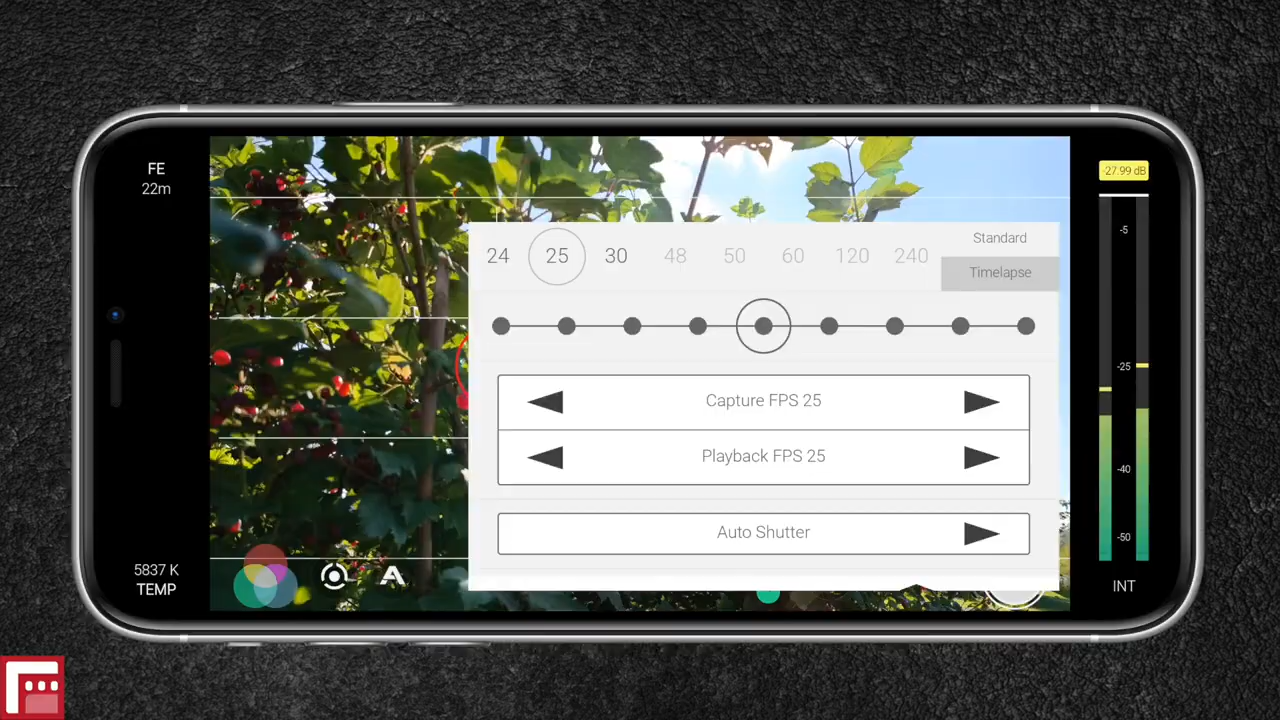 FE
22m
24 25 30 48 50 60 120 240
Standard
Timelapse
Capture FPS 25
Playback FPS 25
Auto Shutter
5837 K
TEMP
A
-27.99 dB
-5
-25
-40
-50
INT